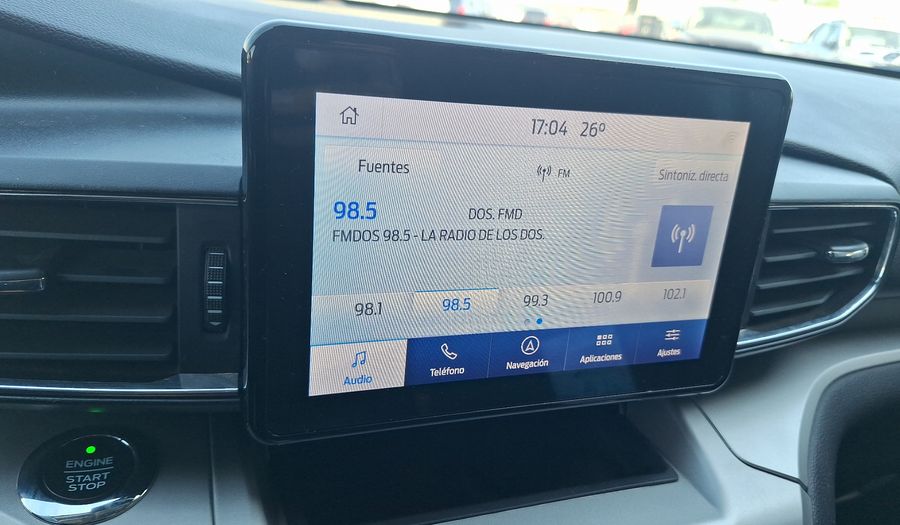 17:04 26º
Fuentes FM Sintoniz. directa
98.5 DOS. FMD
FMDOS 98.5 - LA RADIO DE LOS DOS.
98.1 98.5 99.3 100.9 102.1
Audio Teléfono Navegación Aplicaciones Ajustes
ENGINE
START
STOP